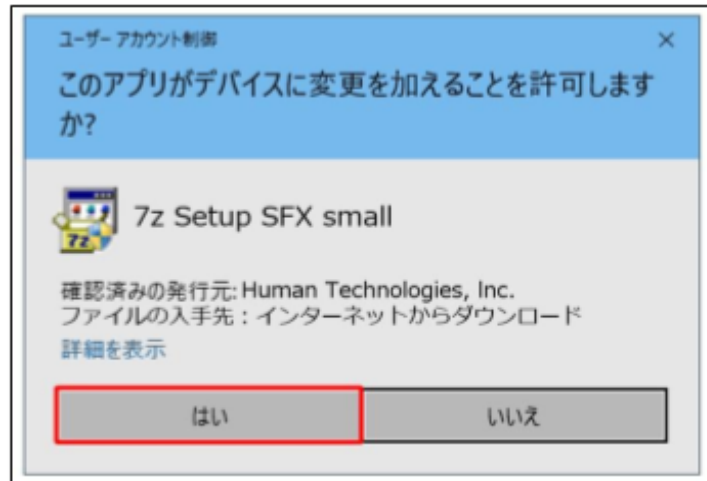 ユーザー アカウント制御
このアプリがデバイスに変更を加えることを許可します
か?
7z Setup SFX small
7z
確認済みの発行元: Human Technologies, Inc.
ファイルの入手先：インターネットからダウンロード
詳細を表示
はい
いいえ